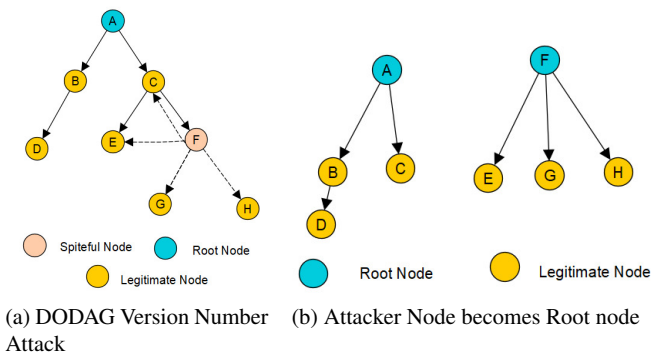 A
B
C
D
E
F
G
H
Spiteful Node
Root Node
Legitimate Node
(a) DODAG Version Number
Attack
A
F
B
C
D
E
G
H
Root Node
Legitimate Node
(b) Attacker Node becomes Root node